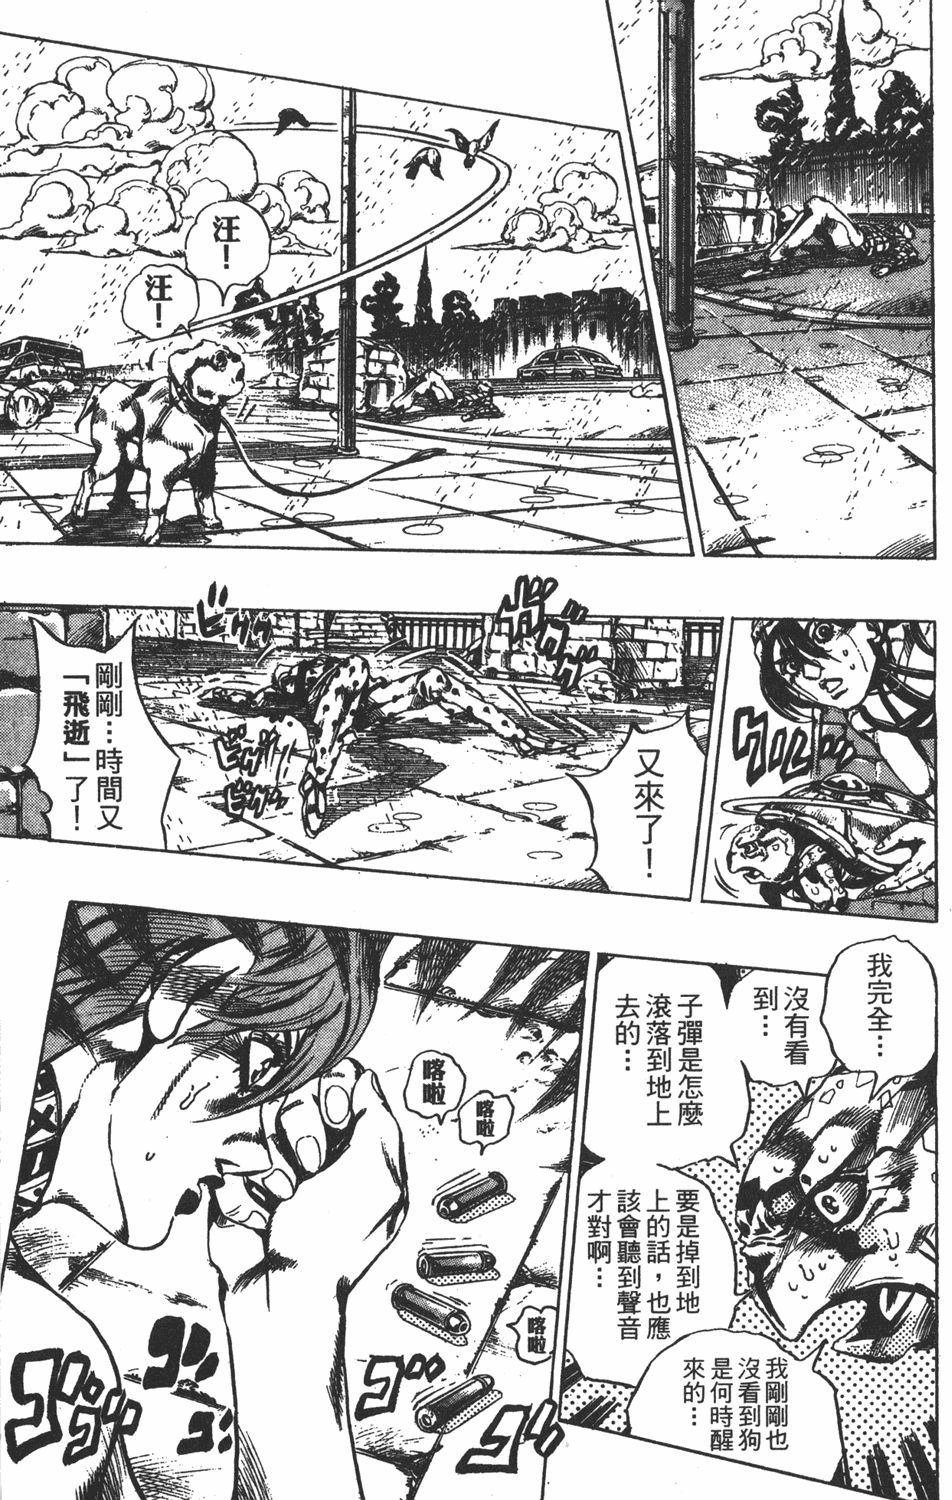 汪！
汪！
又來了！
剛剛…時間又
「飛逝」了！
我完全…
沒有看
到…
子彈是怎麼
滾落到地上
去的…
要是掉到地
上的話，也應
該會聽到聲音
才對啊…
我剛剛也
沒看到狗
是何時醒
來的…
喀啦
喀啦
喀啦